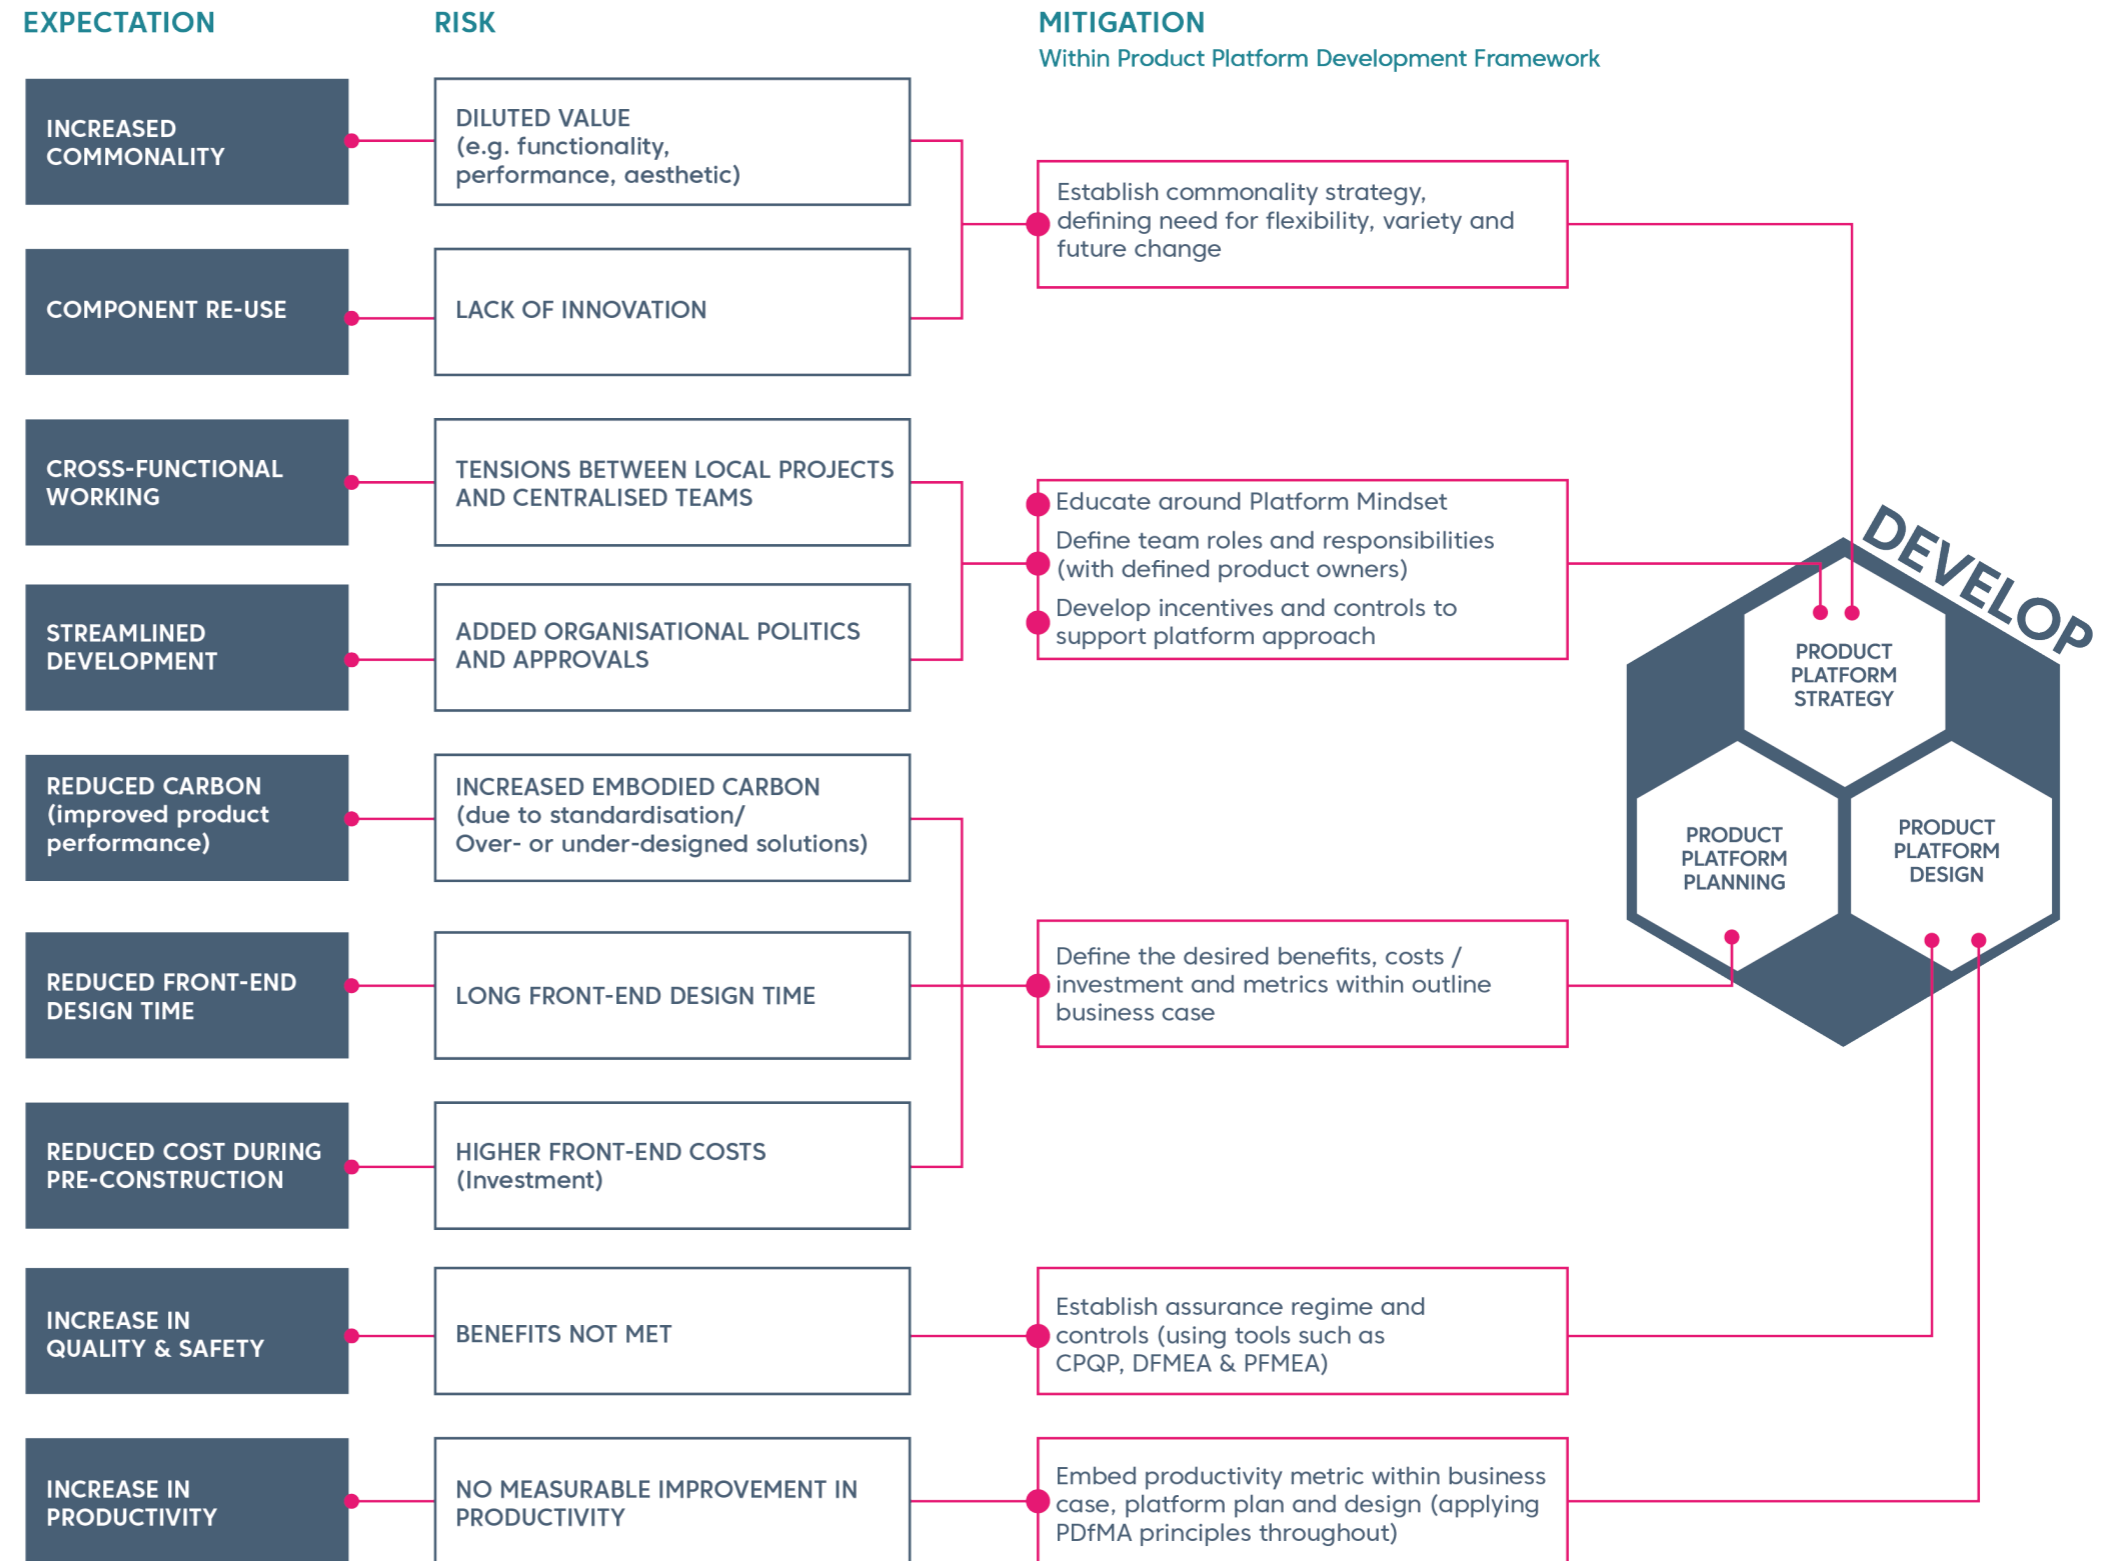 EXPECTATION
RISK
MITIGATION
Within Product Platform Development Framework
INCREASED
COMMONALITY
DILUTED VALUE
(e.g. functionality,
performance, aesthetic)
Establish commonality strategy,
defining need for flexibility, variety and
future change
COMPONENT RE-USE
LACK OF INNOVATION
CROSS-FUNCTIONAL
WORKING
TENSIONS BETWEEN LOCAL PROJECTS
AND CENTRALISED TEAMS
Educate around Platform Mindset
Define team roles and responsibilities
(with defined product owners)
Develop incentives and controls to
support platform approach
STREAMLINED
DEVELOPMENT
ADDED ORGANISATIONAL POLITICS
AND APPROVALS
DEVELOP
PRODUCT
PLATFORM
STRATEGY
PRODUCT
PLATFORM
PLANNING
PRODUCT
PLATFORM
DESIGN
REDUCED CARBON
(improved product
performance)
INCREASED EMBODIED CARBON
(due to standardisation/
Over- or under-designed solutions)
REDUCED FRONT-END
DESIGN TIME
LONG FRONT-END DESIGN TIME
Define the desired benefits, costs /
investment and metrics within outline
business case
REDUCED COST DURING
PRE-CONSTRUCTION
HIGHER FRONT-END COSTS
(Investment)
INCREASE IN
QUALITY & SAFETY
BENEFITS NOT MET
Establish assurance regime and
controls (using tools such as
CPQP, DFMEA & PFMEA)
INCREASE IN
PRODUCTIVITY
NO MEASURABLE IMPROVEMENT IN
PRODUCTIVITY
Embed productivity metric within business
case, platform plan and design (applying
PDfMA principles throughout)